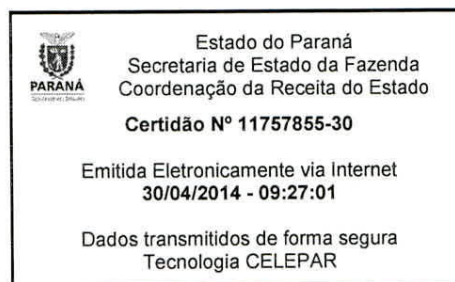 Estado do Paraná
Secretaria de Estado da Fazenda
Coordenação da Receita do Estado
PARANÁ
Certidão Nº 11757855-30
Emitida Eletronicamente via Internet
30/04/2014 - 09:27:01
Dados transmitidos de forma segura
Tecnologia CELEPAR